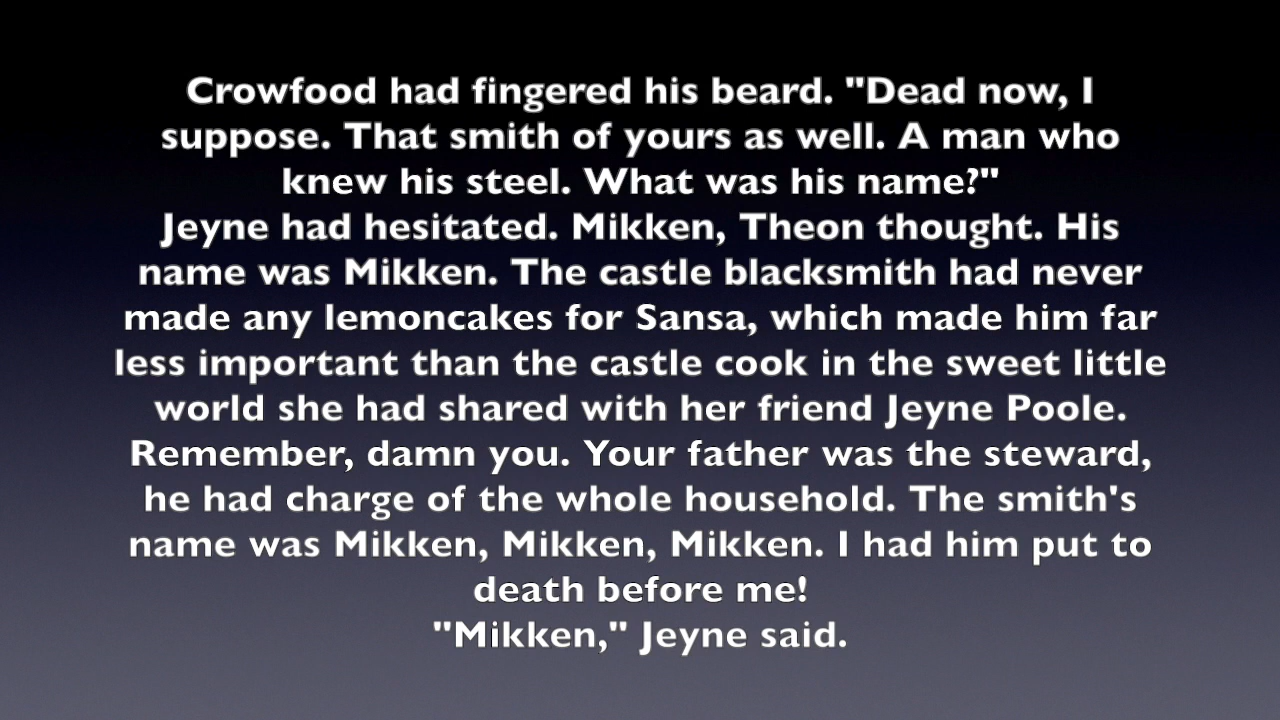 Crowfood had fingered his beard. "Dead now, I
suppose. That smith of yours as well. A man who
knew his steel. What was his name?"
Jeyne had hesitated. Mikken, Theon thought. His
name was Mikken. The castle blacksmith had never
made any lemoncakes for Sansa, which made him far
less important than the castle cook in the sweet little
world she had shared with her friend Jeyne Poole.
Remember, damn you. Your father was the steward,
he had charge of the whole household. The smith's
name was Mikken, Mikken, Mikken. I had him put to
death before me!
"Mikken," Jeyne said.